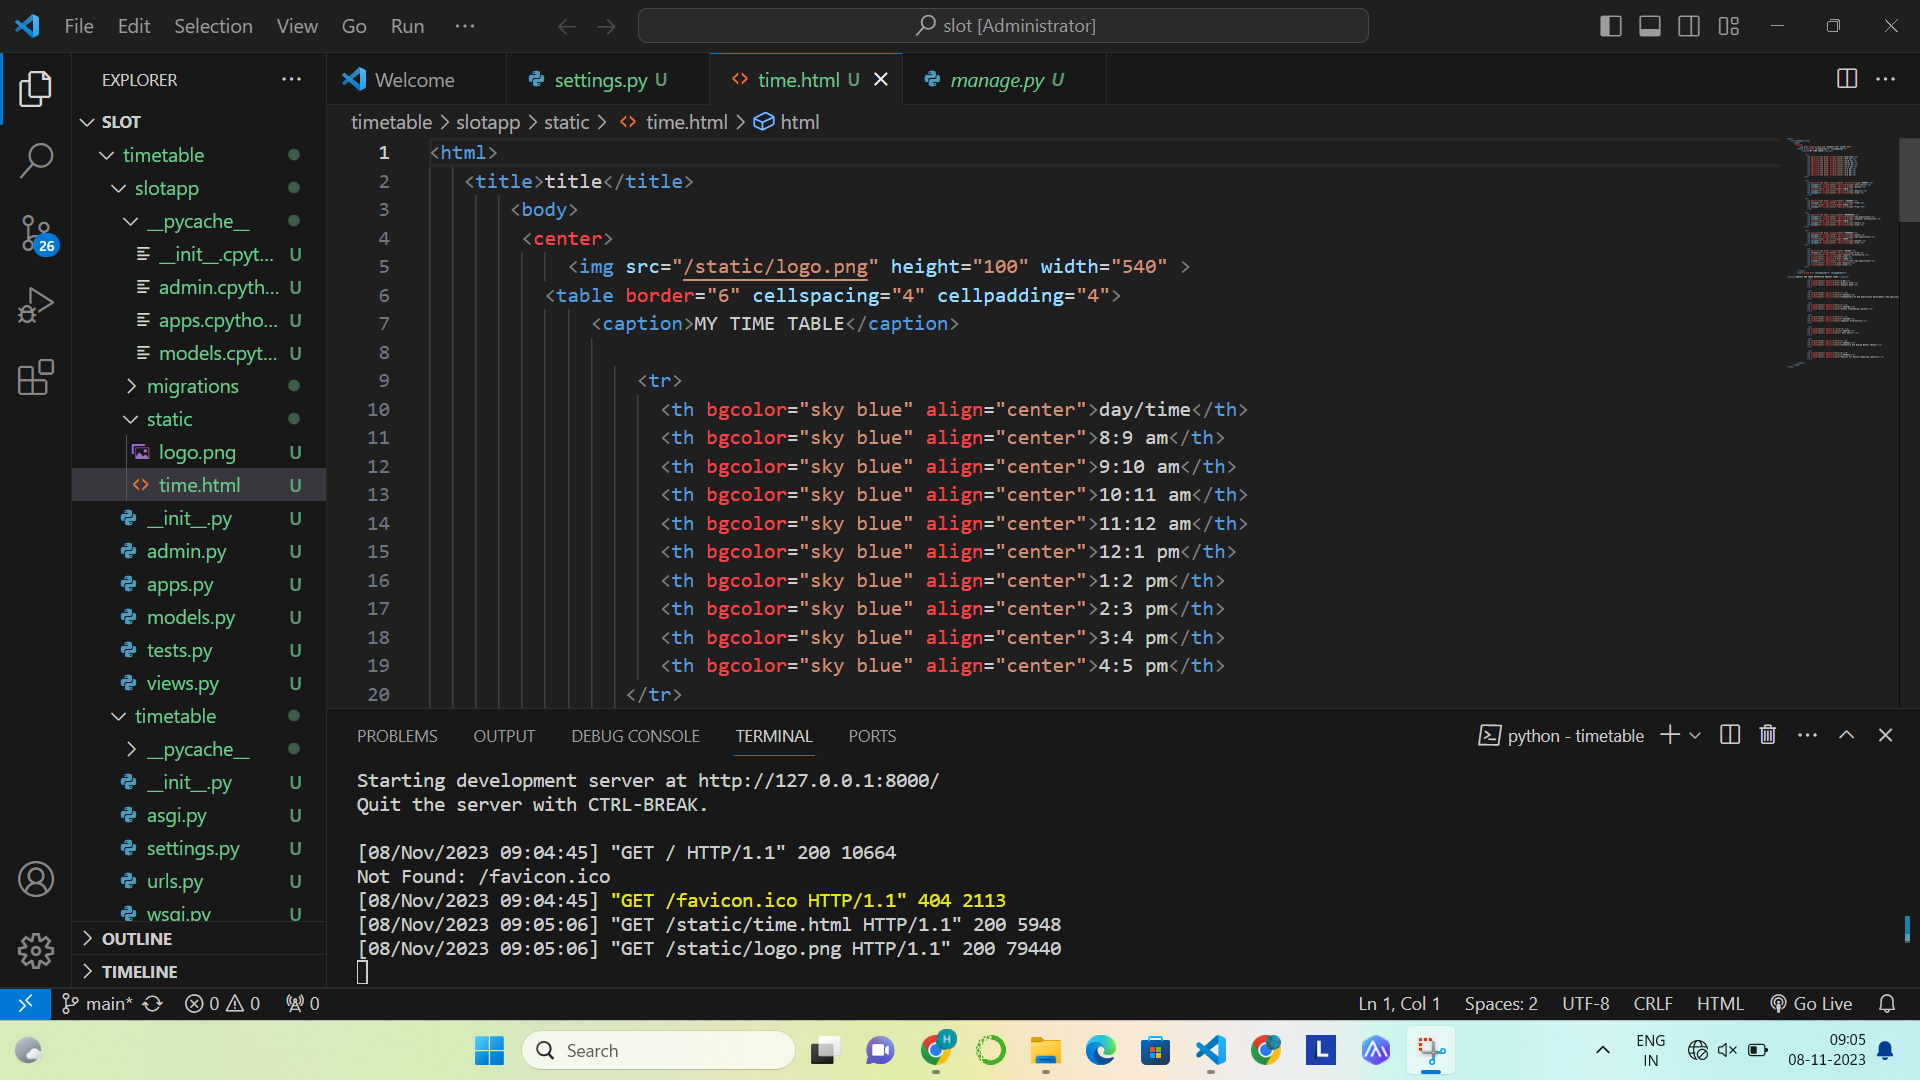 File Edit Selection View Go Run ··· slot [Administrator]
EXPLORER ···
SLOT
timetable
slotapp
__pycache__
__init__.cpyt... U
admin.cpyth... U
apps.cpytho... U
models.cpyt... U
migrations
static
logo.png U
time.html U
__init__.py U
admin.py U
apps.py U
models.py U
tests.py U
views.py U
timetable
__pycache__
__init__.py U
asgi.py U
settings.py U
urls.py U
wsgi.py U
OUTLINE
TIMELINE
26
Welcome settings.py U time.html U manage.py U
timetable > slotapp > static > time.html > html
1 <html>
2 <title>title</title>
3 <body>
4 <center>
5 <img src="/static/logo.png" height="100" width="540" >
6 <table border="6" cellspacing="4" cellpadding="4">
7 <caption>MY TIME TABLE</caption>
8
9 <tr>
10 <th bgcolor="sky blue" align="center">day/time</th>
11 <th bgcolor="sky blue" align="center">8:9 am</th>
12 <th bgcolor="sky blue" align="center">9:10 am</th>
13 <th bgcolor="sky blue" align="center">10:11 am</th>
14 <th bgcolor="sky blue" align="center">11:12 am</th>
15 <th bgcolor="sky blue" align="center">12:1 pm</th>
16 <th bgcolor="sky blue" align="center">1:2 pm</th>
17 <th bgcolor="sky blue" align="center">2:3 pm</th>
18 <th bgcolor="sky blue" align="center">3:4 pm</th>
19 <th bgcolor="sky blue" align="center">4:5 pm</th>
20 </tr>
PROBLEMS OUTPUT DEBUG CONSOLE TERMINAL PORTS python - timetable
Starting development server at http://127.0.0.1:8000/
Quit the server with CTRL-BREAK.
[08/Nov/2023 09:04:45] "GET / HTTP/1.1" 200 10664
Not Found: /favicon.ico
[08/Nov/2023 09:04:45] "GET /favicon.ico HTTP/1.1" 404 2113
[08/Nov/2023 09:05:06] "GET /static/time.html HTTP/1.1" 200 5948
[08/Nov/2023 09:05:06] "GET /static/logo.png HTTP/1.1" 200 79440
main* 0 0 0 Ln 1, Col 1 Spaces: 2 UTF-8 CRLF HTML Go Live
Search H L ENG 09:05
IN 08-11-2023